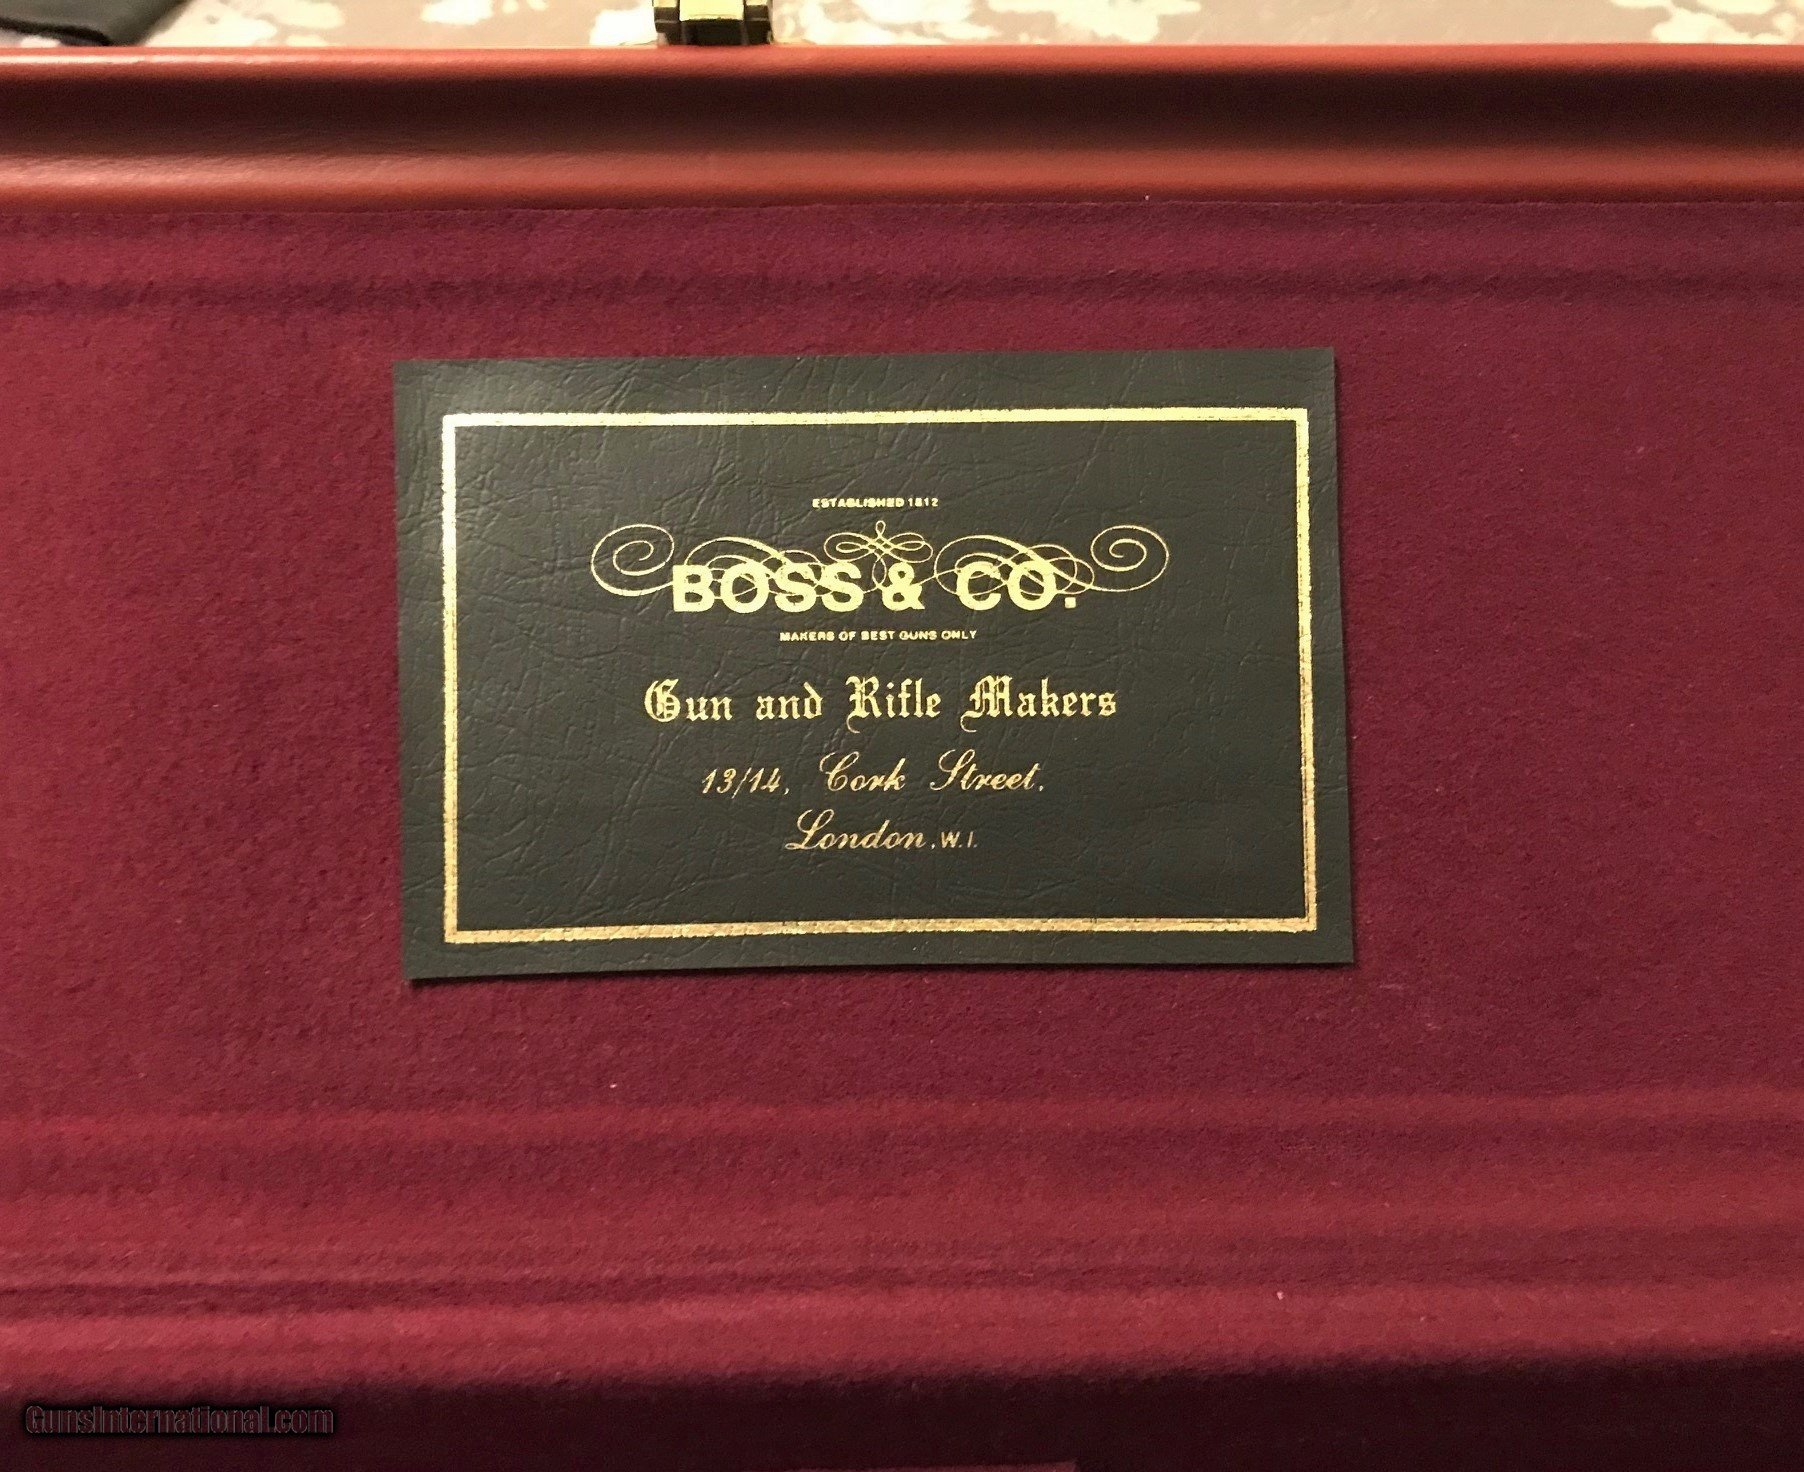 ESTABLISHED 1812
BOSS & CO.
MAKERS OF BEST GUNS ONLY
Gun and Rifle Makers
13/14, Cork Street,
London, W.1.
GunsInternational.com